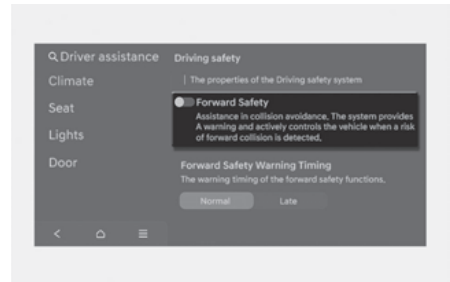 Driver assistance
Climate
Seat
Lights
Door
Driving safety
The properties of the Driving safety system
Forward Safety
Assistance in collision avoidance, The system provides
A warning and actively controls the vehicle when a risk
of forward collision is detected,
Forward Safety Warning Timing
The warning timing of the forward safety functions,
Normal
Late